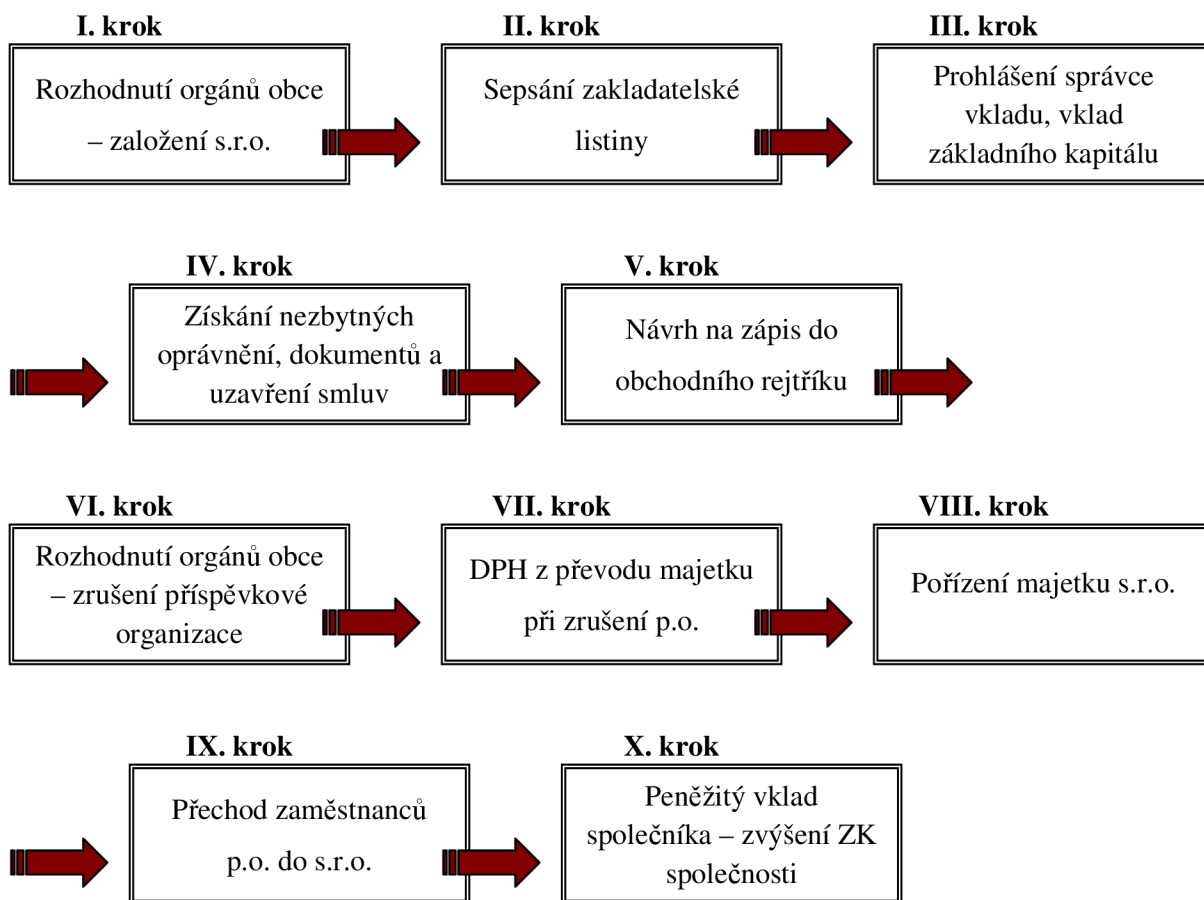 I. krok
Rozhodnutí orgánů obce
– založení s.r.o.
II. krok
Sepsání zakladatelské
listiny
III. krok
Prohlášení správce
vkladu, vklad
základního kapitálu
IV. krok
Získání nezbytných
oprávnění, dokumentů a
uzavření smluv
V. krok
Návrh na zápis do
obchodního rejtříku
VI. krok
Rozhodnutí orgánů obce
– zrušení příspěvkové
organizace
VII. krok
DPH z převodu majetku
při zrušení p.o.
VIII. krok
Pořízení majetku s.r.o.
IX. krok
Přechod zaměstnanců
p.o. do s.r.o.
X. krok
Peněžitý vklad
společníka – zvýšení ZK
společnosti